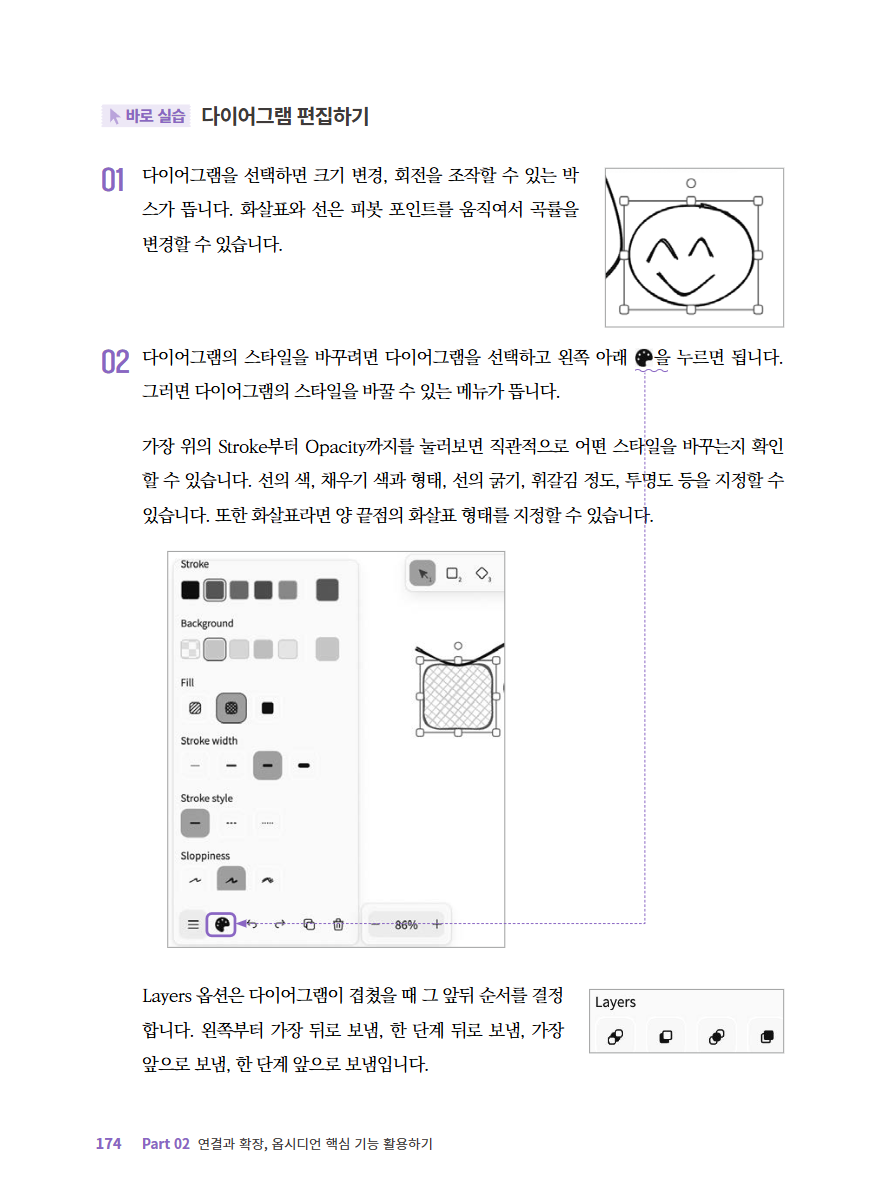 바로 실습 다이어그램 편집하기
01 다이어그램을 선택하면 크기 변경, 회전을 조작할 수 있는 박
스가 뜹니다. 화살표와 선은 피봇 포인트를 움직여서 곡률을
변경할 수 있습니다.
02 다이어그램의 스타일을 바꾸려면 다이어그램을 선택하고 왼쪽 아래 을 누르면 됩니다.
그러면 다이어그램의 스타일을 바꿀 수 있는 메뉴가 뜹니다.
가장 위의 Stroke부터 Opacity까지를 눌러보면 직관적으로 어떤 스타일을 바꾸는지 확인
할 수 있습니다. 선의 색, 채우기 색과 형태, 선의 굵기, 휘갈김 정도, 투명도 등을 지정할 수
있습니다. 또한 화살표라면 양 끝점의 화살표 형태를 지정할 수 있습니다.
Stroke
1 2 3
Background
Fill
Stroke width
Stroke style
Sloppiness
86%
Layers 옵션은 다이어그램이 겹쳤을 때 그 앞뒤 순서를 결정
합니다. 왼쪽부터 가장 뒤로 보냄, 한 단계 뒤로 보냄, 가장
앞으로 보냄, 한 단계 앞으로 보냄입니다.
Layers
174 Part 02 연결과 확장, 옵시디언 핵심 기능 활용하기